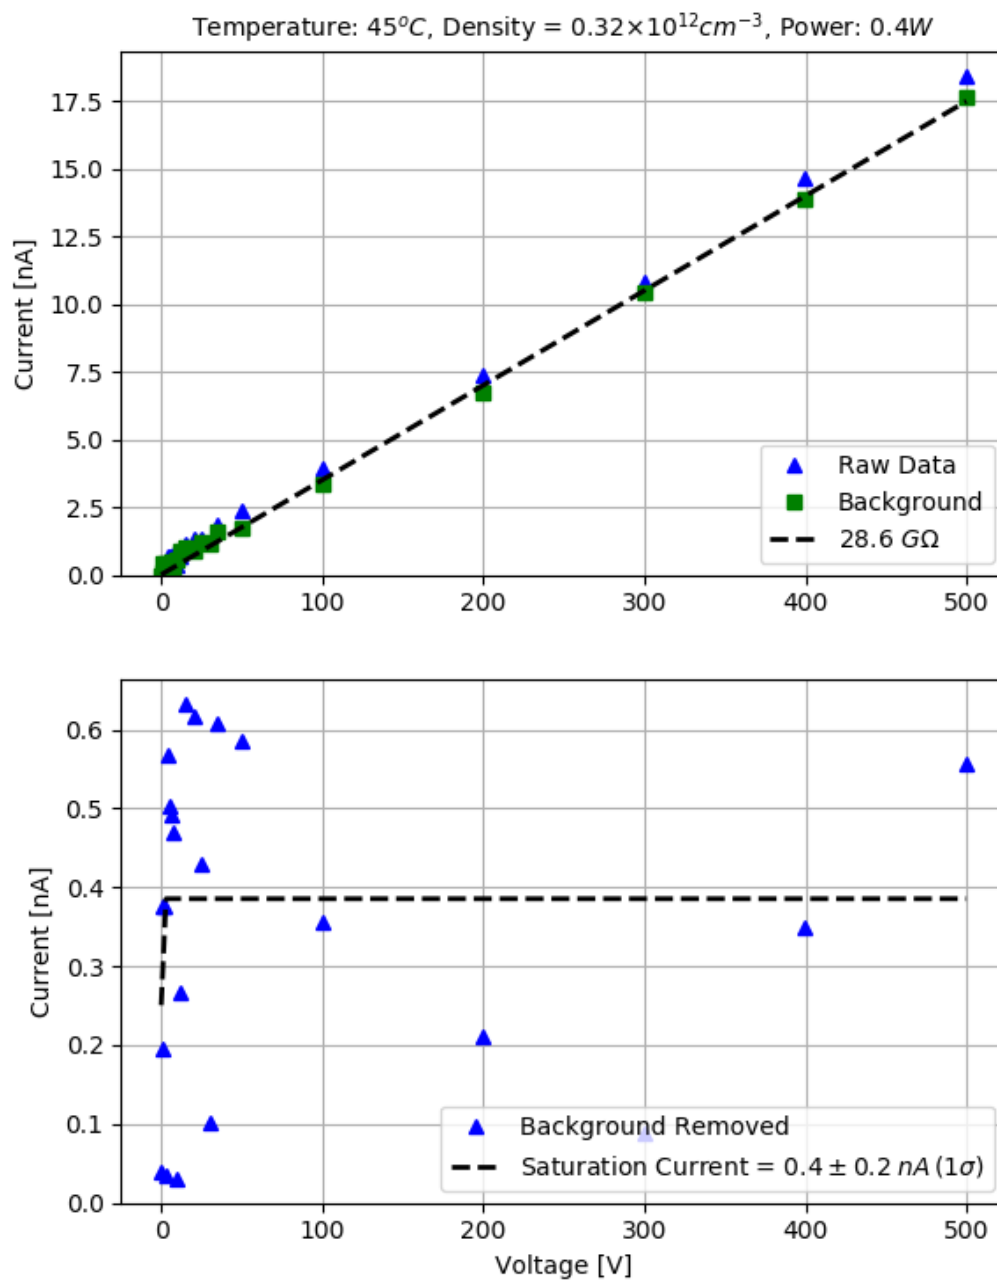 Temperature: 45°C, Density = 0.32×10¹²cm⁻³, Power: 0.4W
17.5
15.0
12.5
10.0
7.5
5.0
2.5
0.0
Current [nA]
Raw Data
Background
28.6 GΩ
0 100 200 300 400 500
0.6
0.5
0.4
0.3
0.2
0.1
0.0
Current [nA]
Background Removed
Saturation Current = 0.4 ± 0.2 nA (1σ)
0 100 200 300 400 500
Voltage [V]